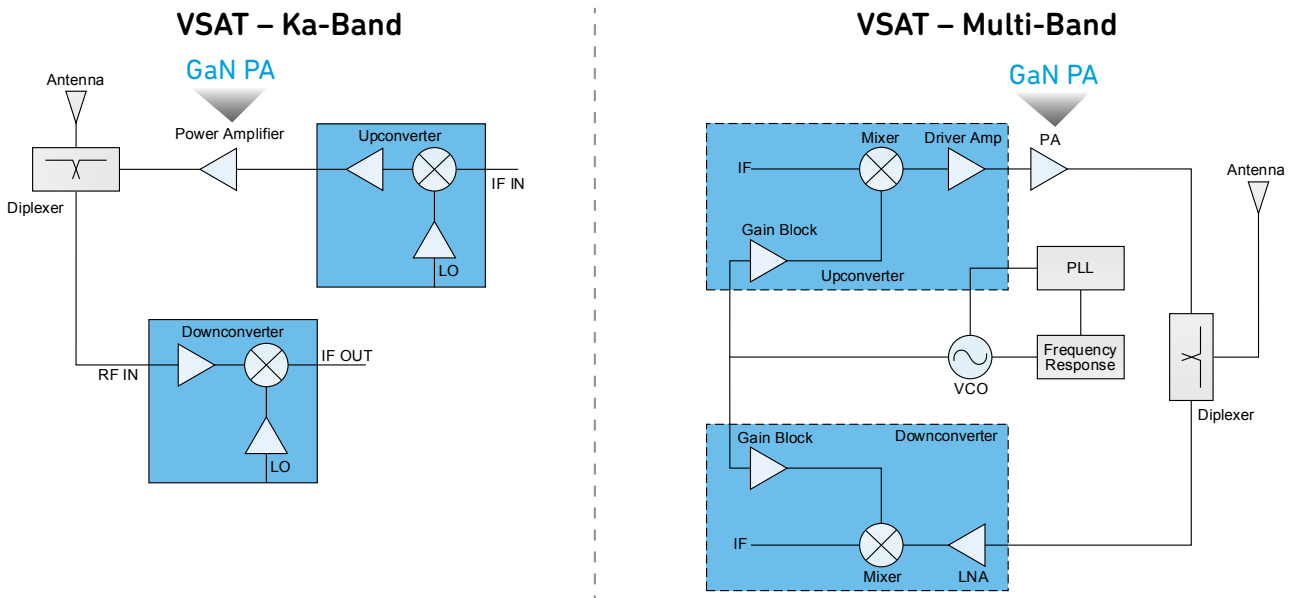 VSAT – Ka-Band
GaN PA
Antenna
Power Amplifier
Upconverter
IF IN
Diplexer
LO
Downconverter
IF OUT
RF IN
LO
VSAT – Multi-Band
GaN PA
Mixer
Driver Amp
PA
IF
Antenna
Gain Block
Upconverter
PLL
Frequency
Response
VCO
Diplexer
Gain Block
Downconverter
IF
Mixer
LNA